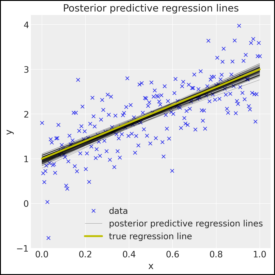 Posterior predictive regression lines
4
3
2
1
0
−1
y
0.0 0.2 0.4 0.6 0.8 1.0
x
data
posterior predictive regression lines
true regression line